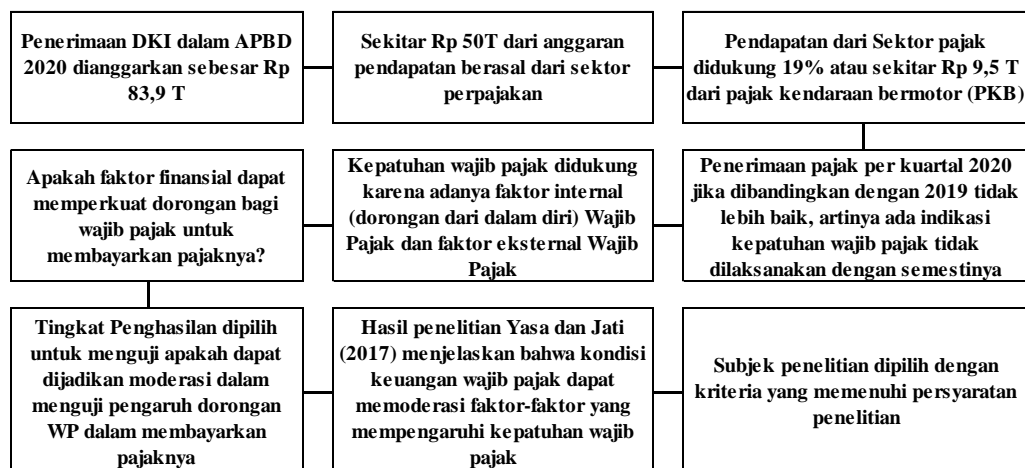 Penerimaan DKI dalam APBD
2020 dianggarkan sebesar Rp
83,9 T
Sekitar Rp 50T dari anggaran
pendapatan berasal dari sektor
perpajakan
Pendapatan dari Sektor pajak
didukung 19% atau sekitar Rp 9,5 T
dari pajak kendaraan bermotor (PKB)
Penerimaan pajak per kuartal 2020
jika dibandingkan dengan 2019 tidak
lebih baik, artinya ada indikasi
kepatuhan wajib pajak tidak
dilaksanakan dengan semestinya
Kepatuhan wajib pajak didukung
karena adanya faktor internal
(dorongan dari dalam diri) Wajib
Pajak dan faktor eksternal Wajib
Pajak
Apakah faktor finansial dapat
memperkuat dorongan bagi
wajib pajak untuk
membayarkan pajaknya?
Tingkat Penghasilan dipilih
untuk menguji apakah dapat
dijadikan moderasi dalam
menguji pengaruh dorongan
WP dalam membayarkan
pajaknya
Hasil penelitian Yasa dan Jati
(2017) menjelaskan bahwa kondisi
keuangan wajib pajak dapat
memoderasi faktor-faktor yang
mempengaruhi kepatuhan wajib
pajak
Subjek penelitian dipilih dengan
kriteria yang memenuhi persyaratan
penelitian